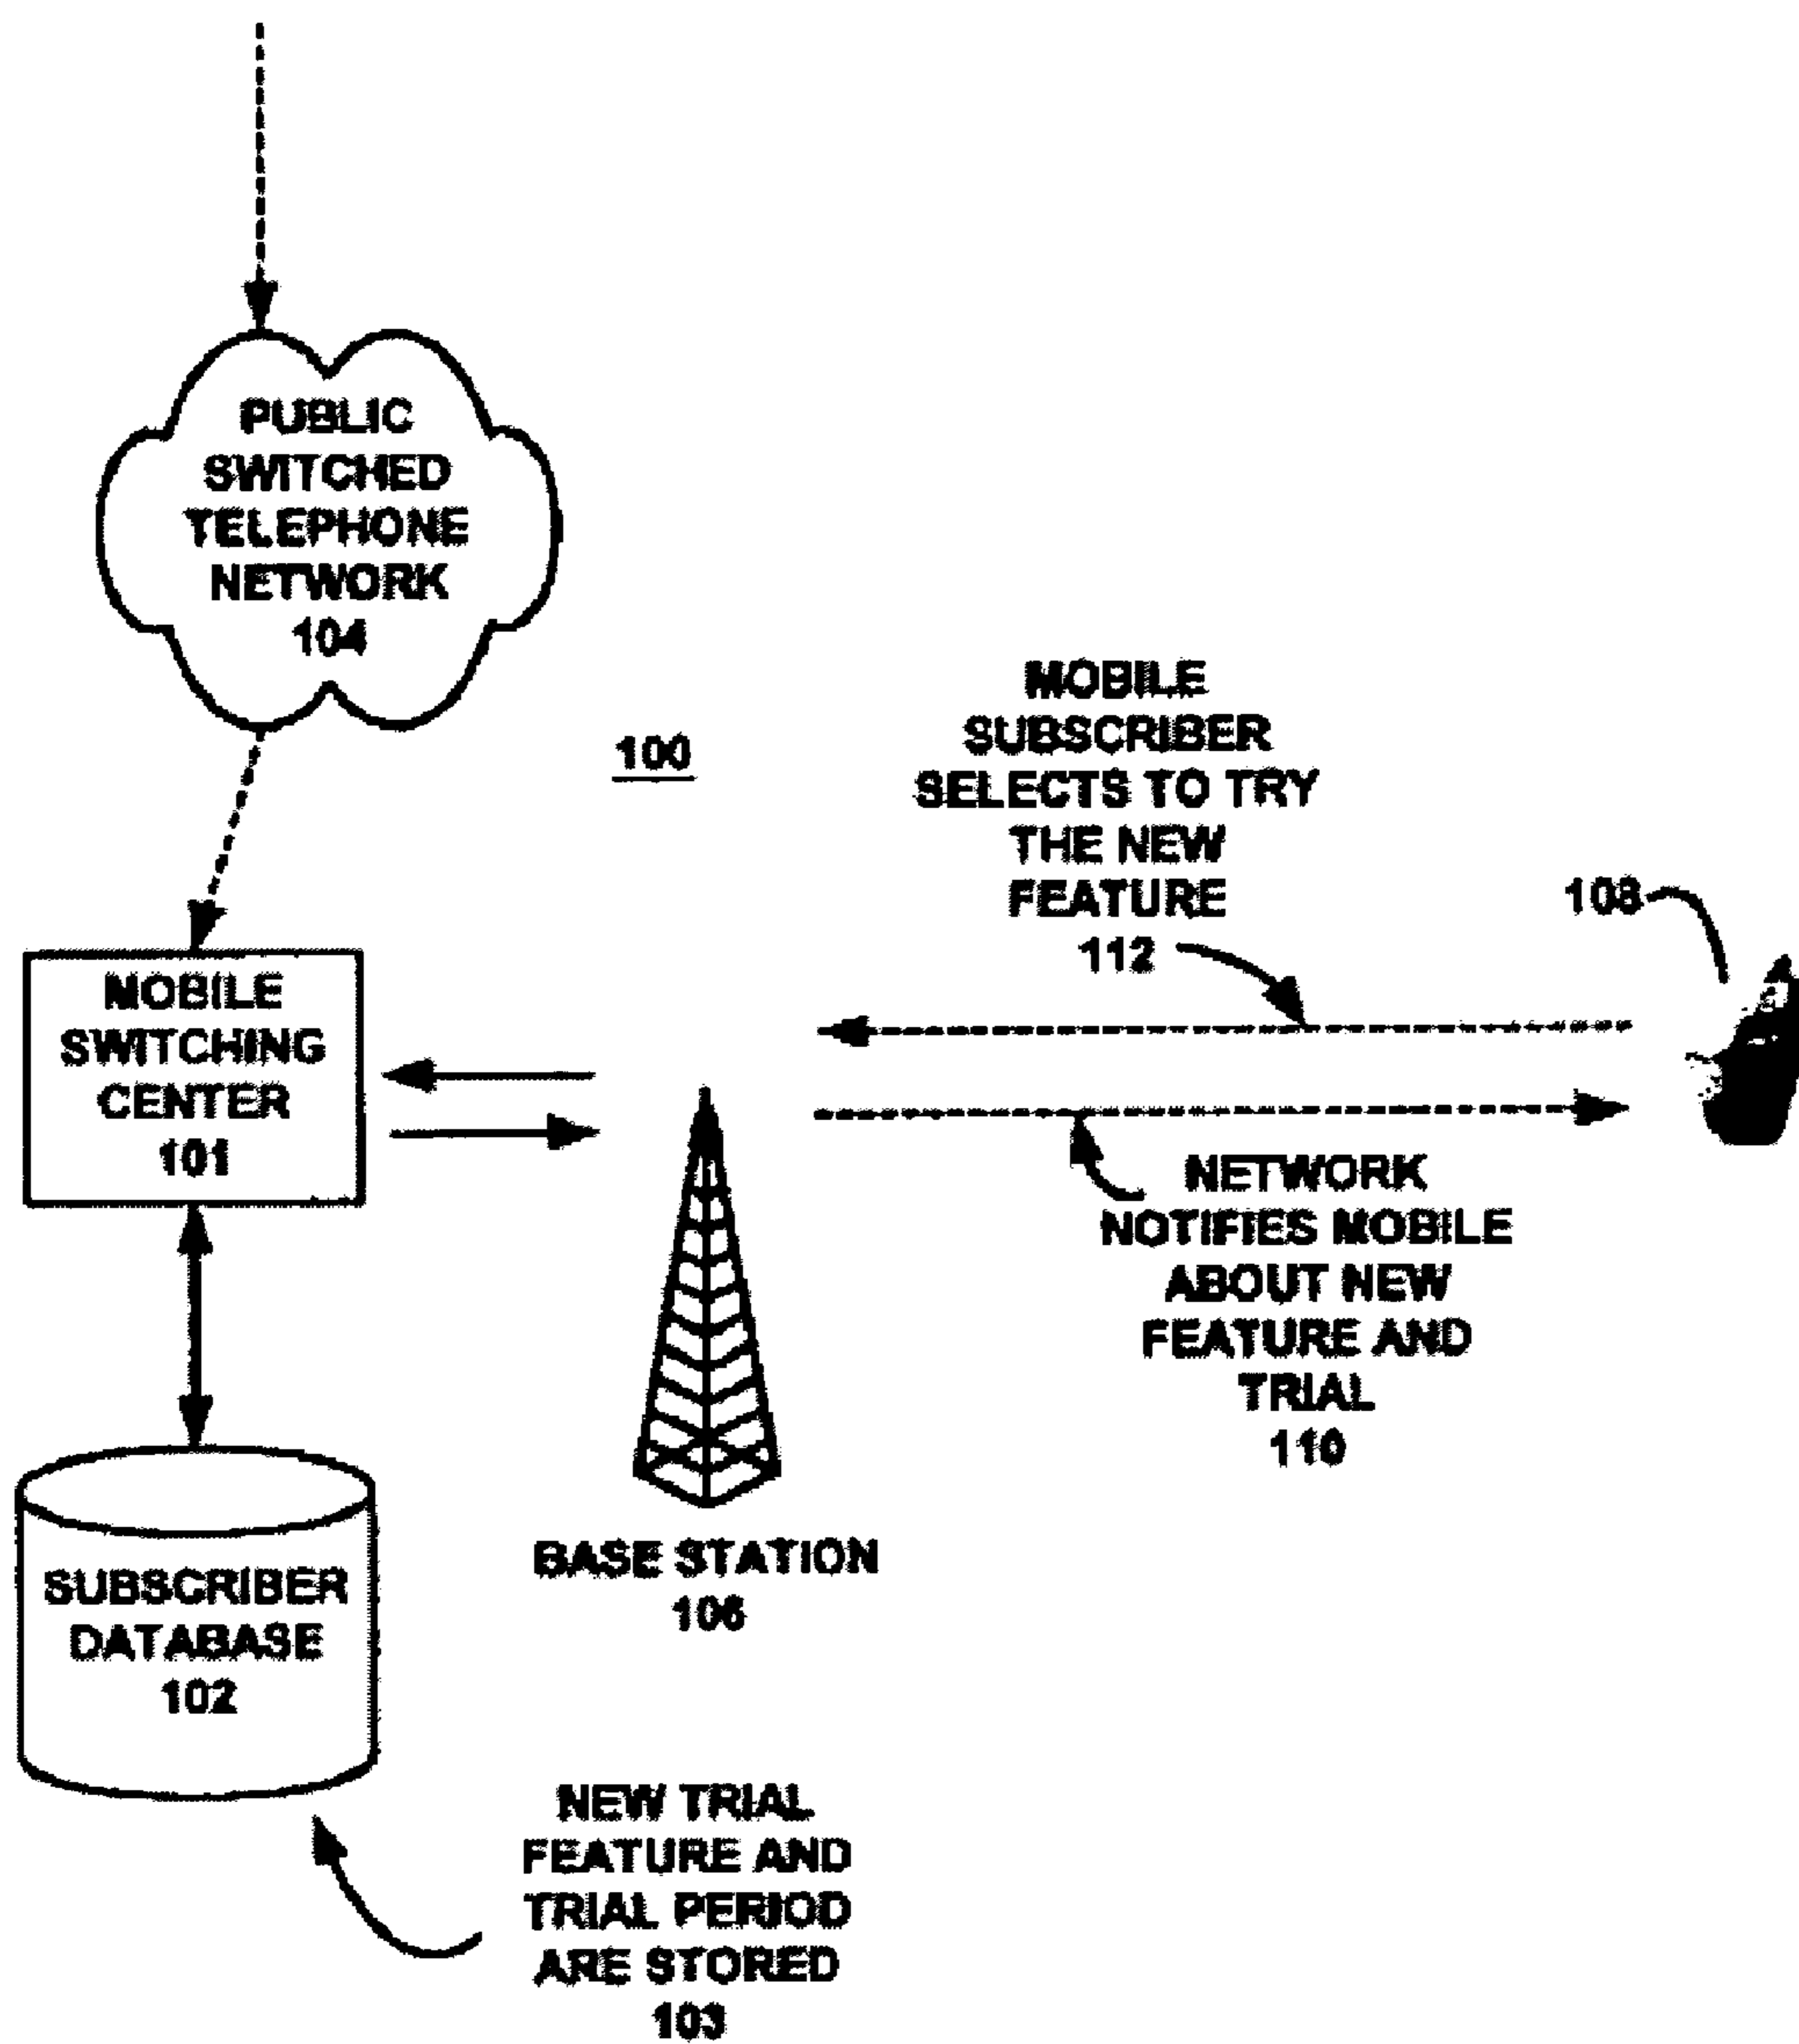 PUBLIC
SWITCHED
TELEPHONE
NETWORK
104
100
MOBILE
SUBSCRIBER
SELECTS TO TRY
THE NEW
FEATURE
112
108
MOBILE
SWITCHING
CENTER
101
NETWORK
NOTIFIES MOBILE
ABOUT NEW
FEATURE AND
TRIAL
110
BASE STATION
106
SUBSCRIBER
DATABASE
102
NEW TRIAL
FEATURE AND
TRIAL PERIOD
ARE STORED
103